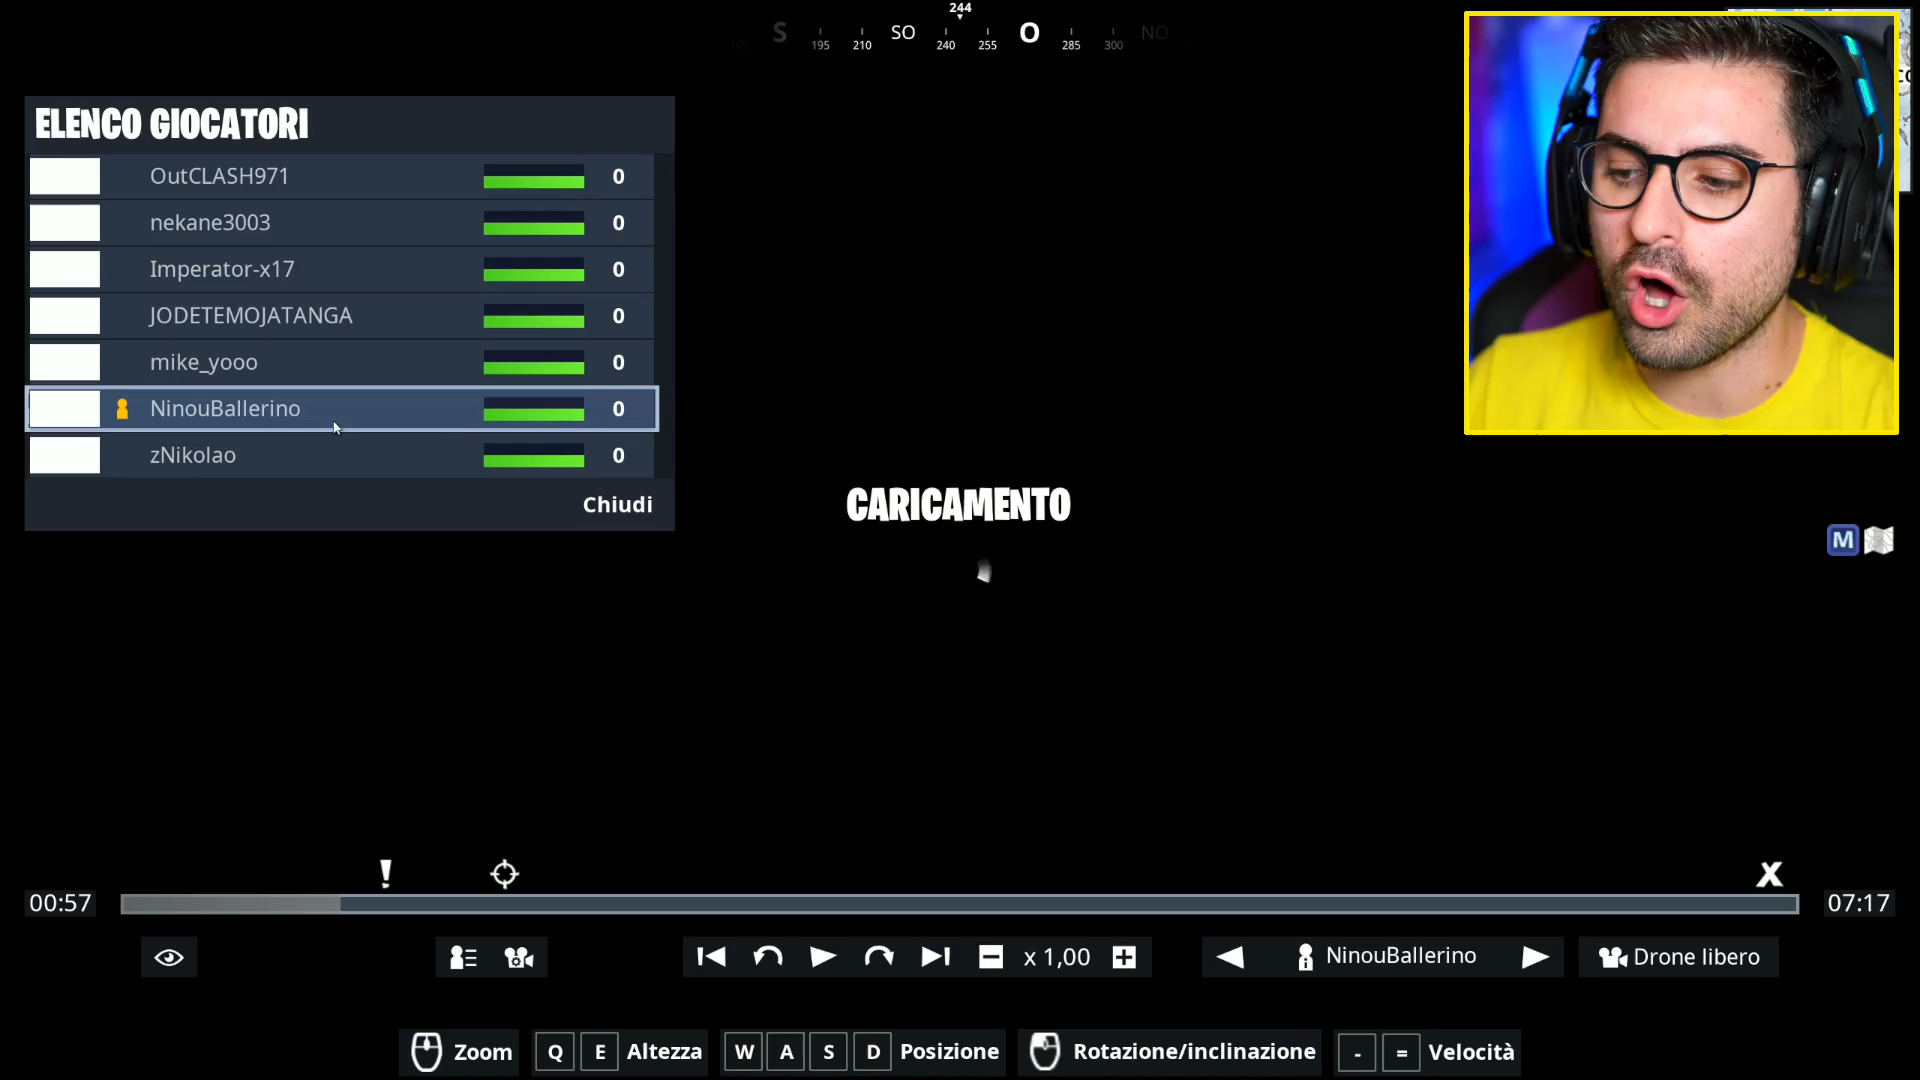 244
S 195 210 SO 240 255 O 285 300 NO
ELENCO GIOCATORI
OutCLASH971 0
nekane3003 0
Imperator-x17 0
JODETEMOJATANGA 0
mike_yooo 0
NinouBallerino 0
zNikolao 0
Chiudi
CARICAMENTO
M
! X
00:57 07:17
x 1,00 NinouBallerino Drone libero
Zoom Q E Altezza W A S D Posizione Rotazione/inclinazione - = Velocità